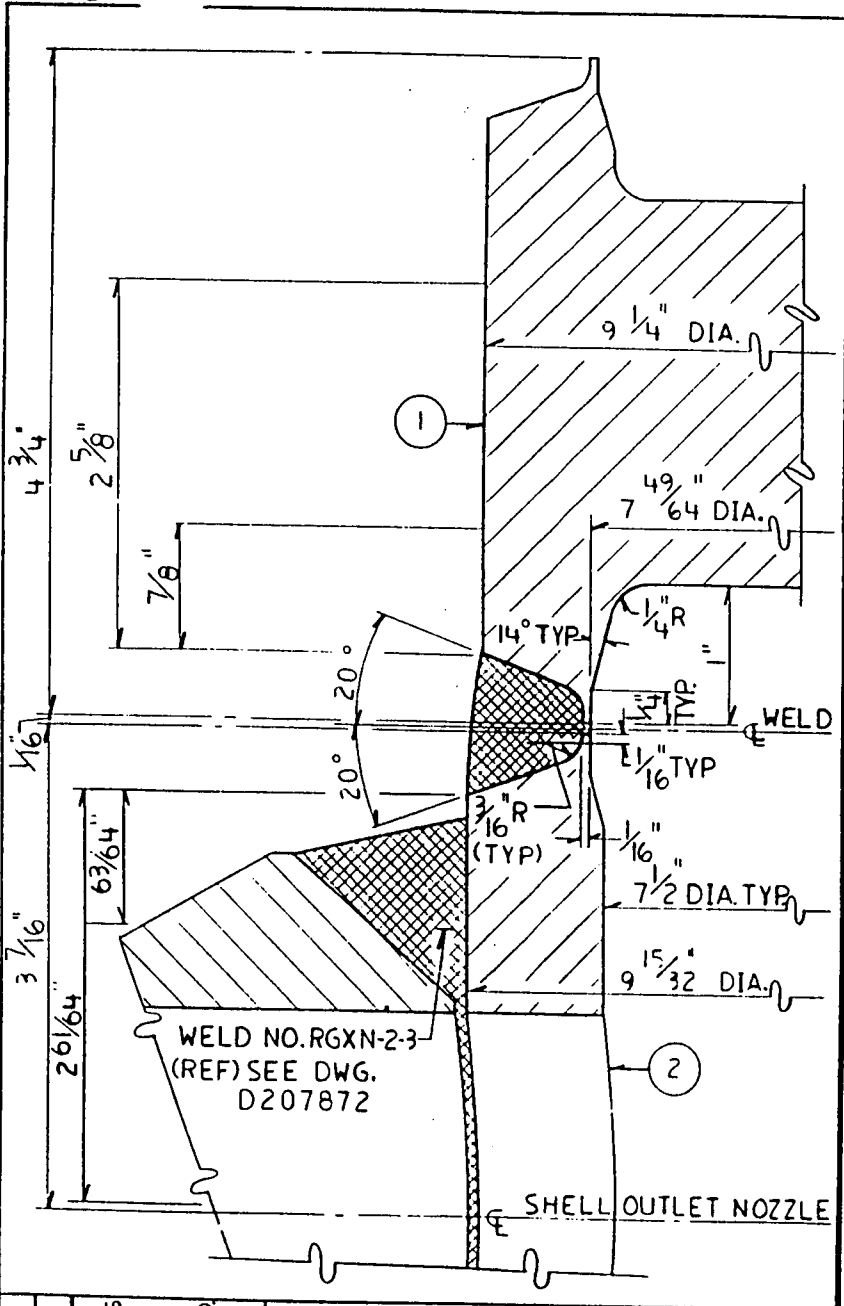 9 1/4" DIA.
1
4 3/4"
2 5/8"
7 49/64" DIA.
7/8"
1/4" R
14° TYP
1"
20°
1/4" TYP.
℄ WELD
1/16"
1/16" TYP
20°
3/16" R
(TYP)
1/16"
63/64"
7 1/2" DIA. TYP
3 7/16"
9 15/32" DIA.
2 61/64"
WELD NO. RGXN-2-3
(REF) SEE DWG.
D207872
2
℄ SHELL OUTLET NOZZLE